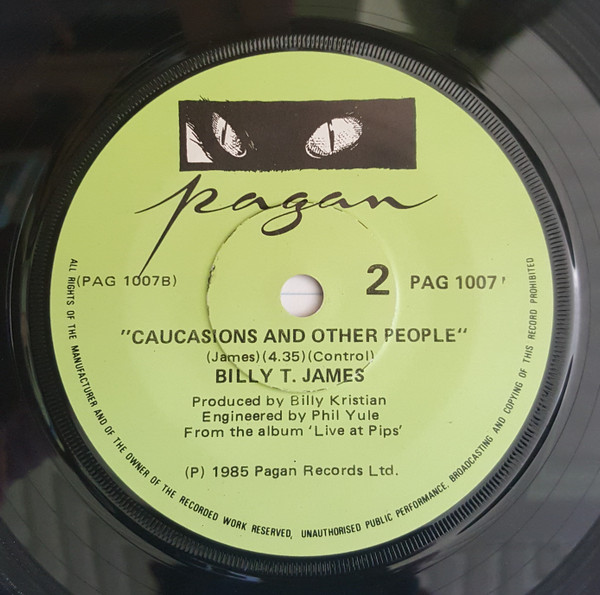 pagan
(PAG 1007B)
2 PAG 1007
"CAUCASIONS AND OTHER PEOPLE"
(James)(4.35)(Control)
BILLY T. JAMES
Produced by Billy Kristian
Engineered by Phil Yule
From the album 'Live at Pips'
(P) 1985 Pagan Records Ltd.
ALL RIGHTS OF THE MANUFACTURER AND OF THE OWNER OF THE RECORDED WORK RESERVED, UNAUTHORISED PUBLIC PERFORMANCE, BROADCASTING AND COPYING OF THIS RECORD PROHIBITED